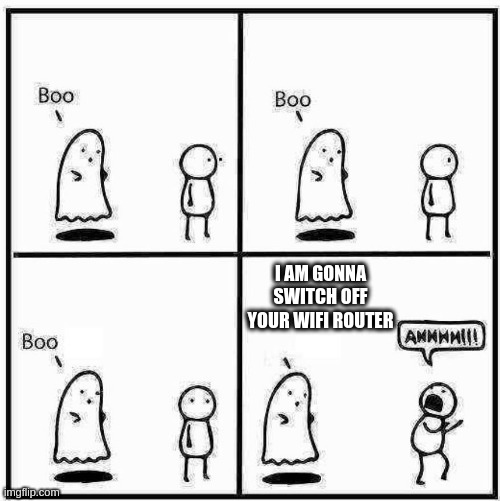 Boo
Boo
Boo
I AM GONNA
SWITCH OFF
YOUR WIFI ROUTER
AHHHH!!!
imgflip.com